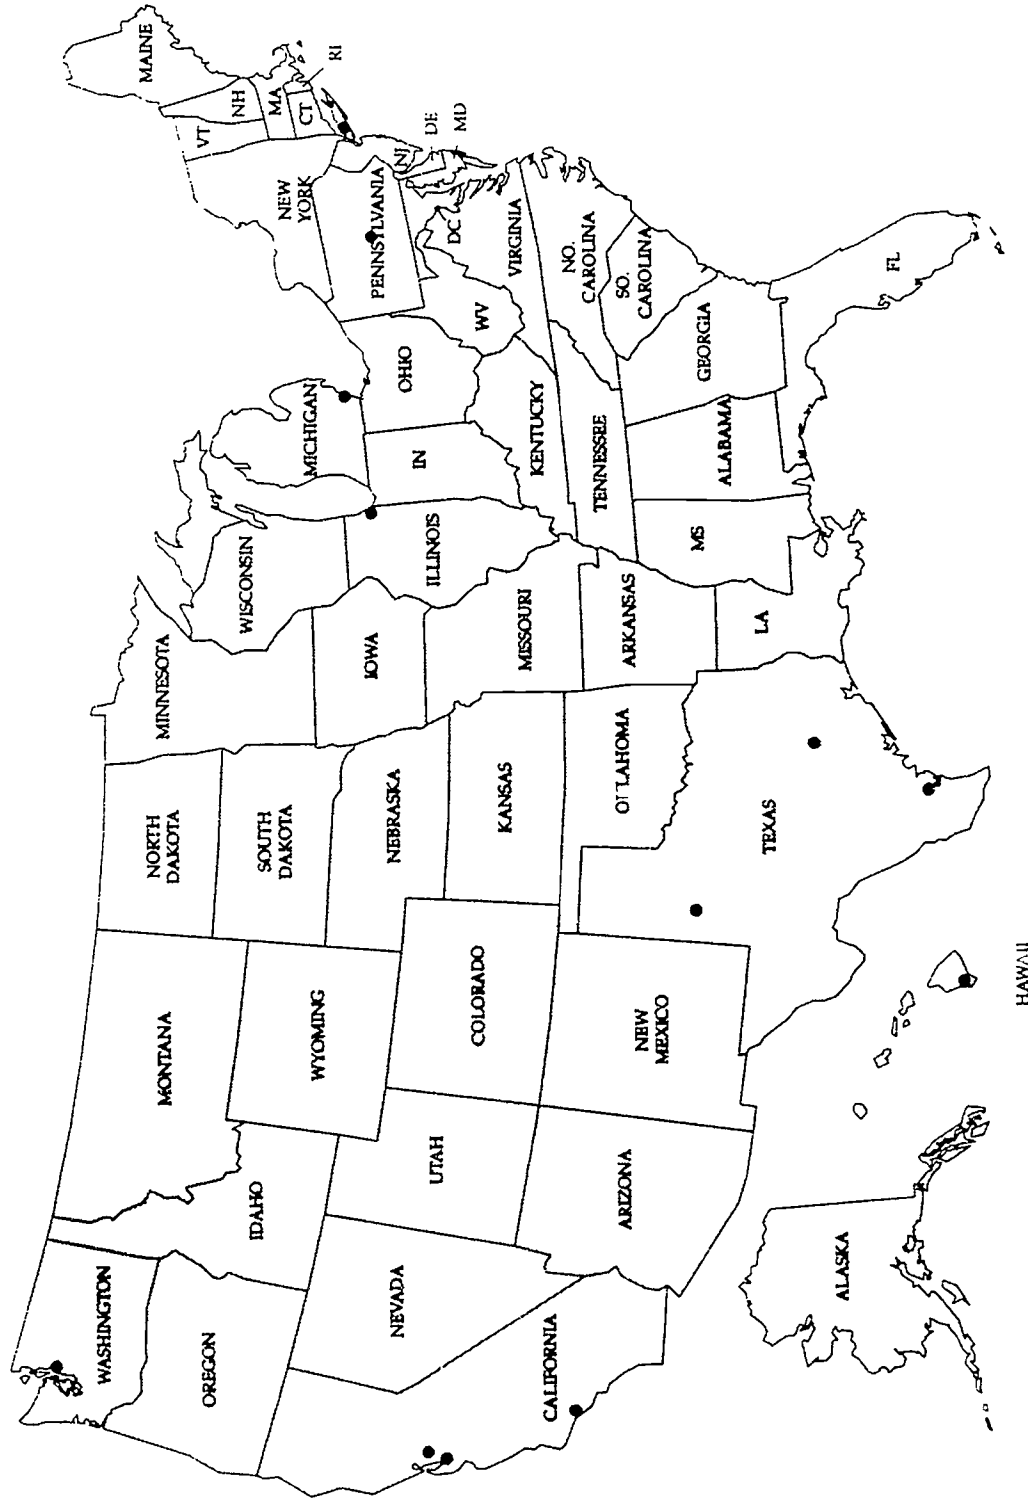 WASHINGTON
OREGON
CALIFORNIA
NEVADA
IDAHO
MONTANA
WYOMING
UTAH
ARIZONA
COLORADO
NEW
MEXICO
NORTH
DAKOTA
SOUTH
DAKOTA
NEBRASKA
KANSAS
TEXAS
MINNESOTA
IOWA
MISSOURI
ARKANSAS
LA
WISCONSIN
ILLINOIS
MS
MICHIGAN
IN
OHIO
KENTUCKY
TENNESSEE
ALABAMA
GEORGIA
FL
SO.
CAROLINA
NO.
CAROLINA
VIRGINIA
WV
DC
PENNSYLVANIA
NEW
YORK
VT
NH
MAINE
MA
CT
RI
NJ
DE
MD
ALASKA
HAWAII